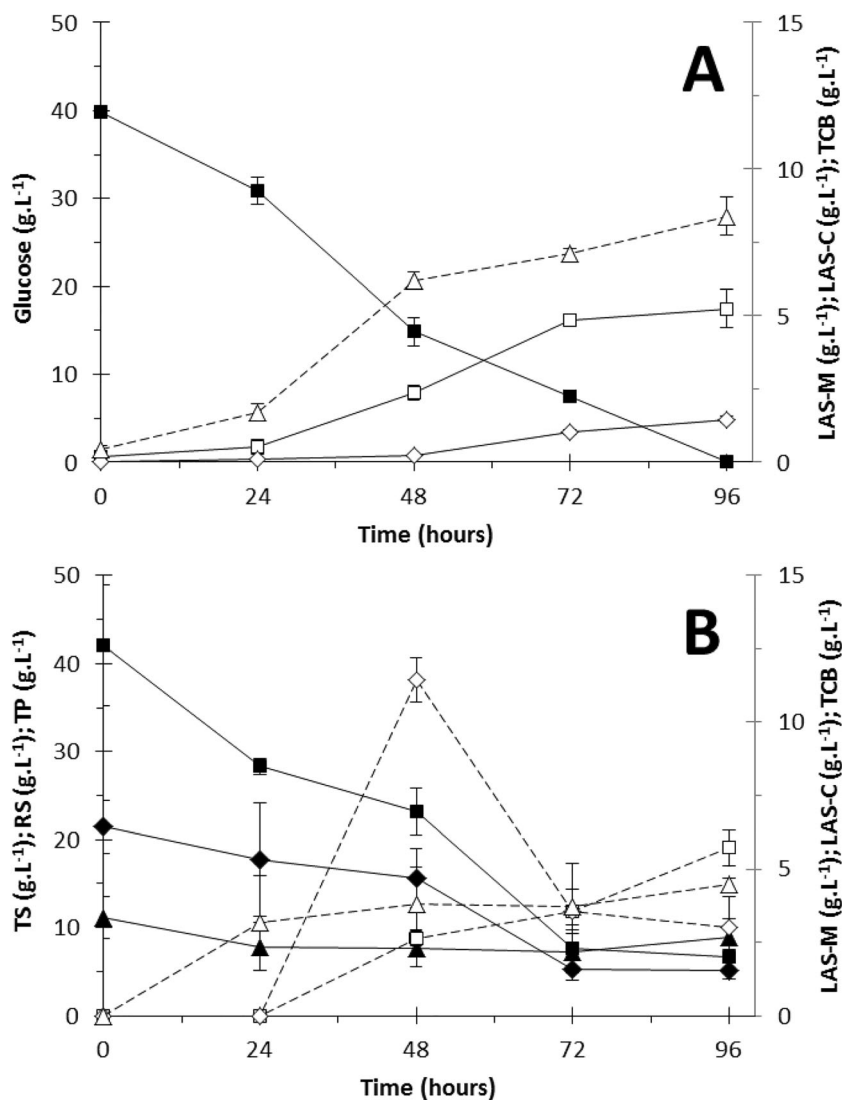 A
50
40
30
20
10
0
15
10
5
0
0 24 48 72 96
Time (hours)
Glucose (g.L-1)
LAS-M (g.L-1); LAS-C (g.L-1); TCB (g.L-1)
B
50
40
30
20
10
0
15
10
5
0
0 24 48 72 96
Time (hours)
TS (g.L-1); RS (g.L-1); TP (g.L-1)
LAS-M (g.L-1); LAS-C (g.L-1); TCB (g.L-1)